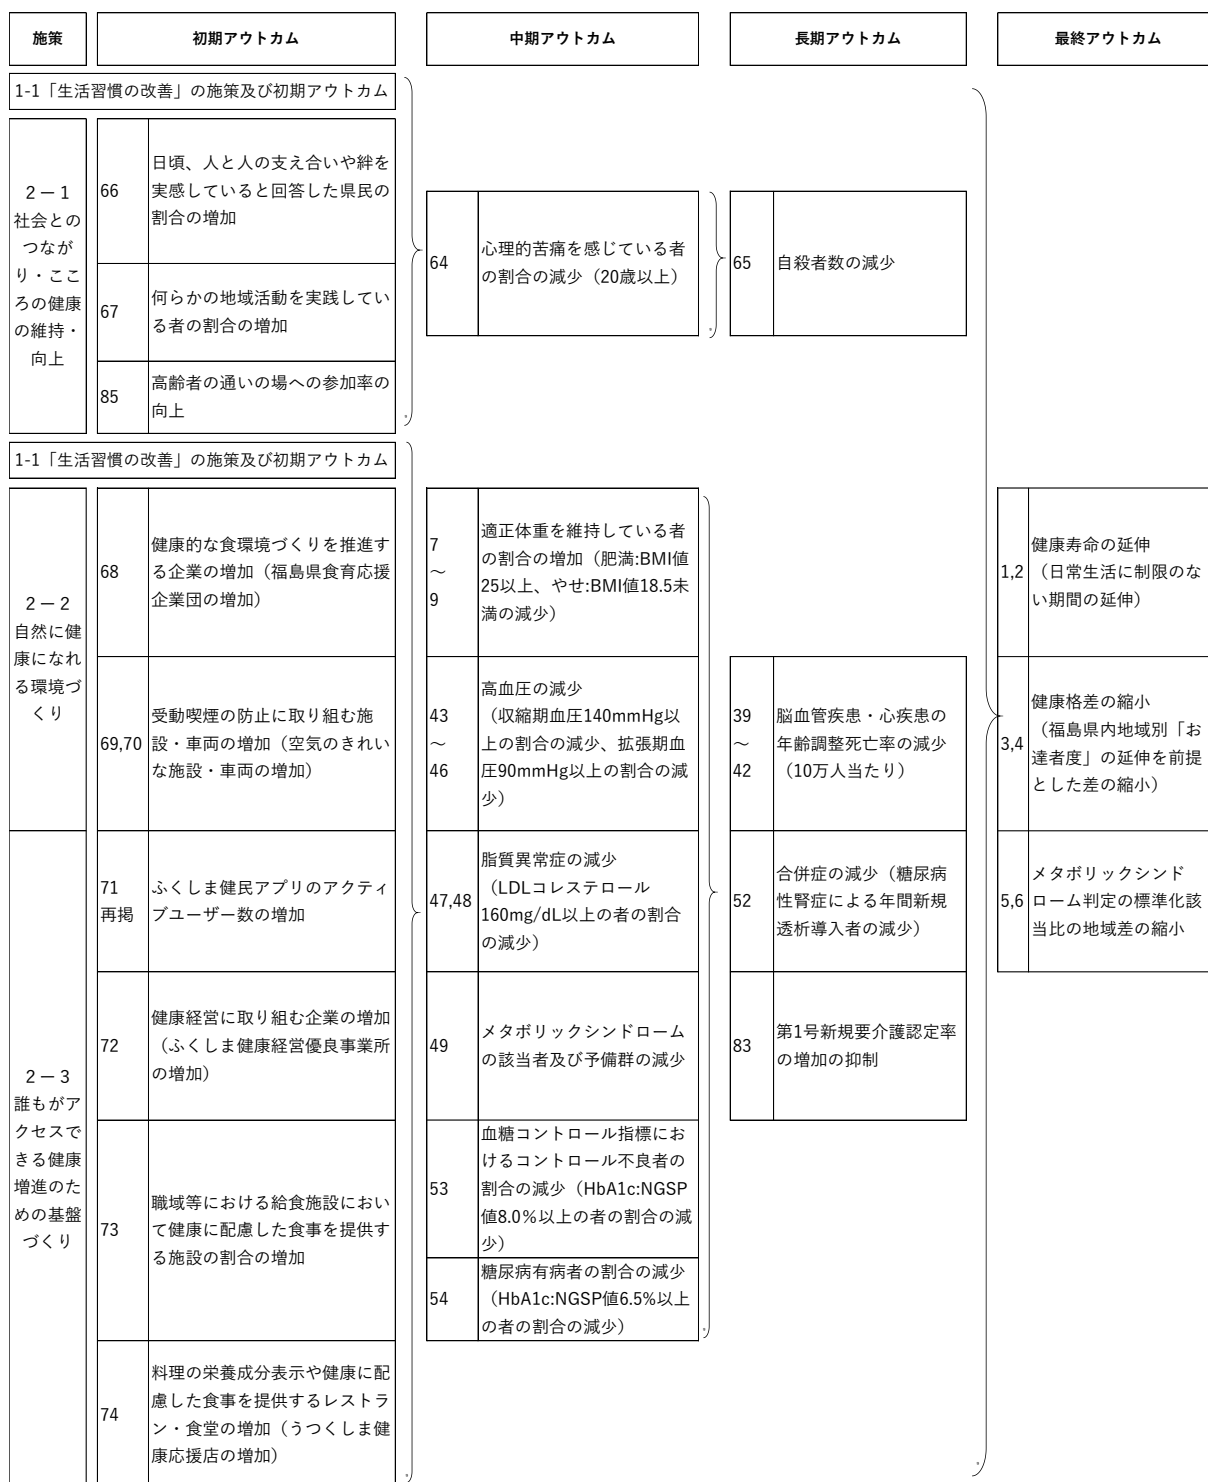 施策
初期アウトカム
中期アウトカム
長期アウトカム
最終アウトカム
1-1「生活習慣の改善」の施策及び初期アウトカム
２－１
社会との
つなが
り・ここ
ろの健康
の維持・
向上
66
日頃、人と人の支え合いや絆を
実感していると回答した県民の
割合の増加
67
何らかの地域活動を実践してい
る者の割合の増加
85
高齢者の通いの場への参加率の
向上
64
心理的苦痛を感じている者
の割合の減少（20歳以上）
65
自殺者数の減少
1-1「生活習慣の改善」の施策及び初期アウトカム
２－２
自然に健
康になれ
る環境づ
くり
68
健康的な食環境づくりを推進す
る企業の増加（福島県食育応援
企業団の増加）
69,70
受動喫煙の防止に取り組む施
設・車両の増加（空気のきれい
な施設・車両の増加）
２－３
誰もがア
クセスで
きる健康
増進のた
めの基盤
づくり
71
再掲
ふくしま健民アプリのアクティ
ブユーザー数の増加
72
健康経営に取り組む企業の増加
（ふくしま健康経営優良事業所
の増加）
73
職域等における給食施設におい
て健康に配慮した食事を提供す
る施設の割合の増加
74
料理の栄養成分表示や健康に配
慮した食事を提供するレストラ
ン・食堂の増加（うつくしま健
康応援店の増加）
7
～
9
適正体重を維持している者
の割合の増加（肥満:BMI値
25以上、やせ:BMI値18.5未
満の減少）
43
～
46
高血圧の減少
（収縮期血圧140mmHg以
上の割合の減少、拡張期血
圧90mmHg以上の割合の減
少）
47,48
脂質異常症の減少
（LDLコレステロール
160mg/dL以上の者の割合
の減少）
49
メタボリックシンドローム
の該当者及び予備群の減少
53
血糖コントロール指標にお
けるコントロール不良者の
割合の減少（HbA1c:NGSP
値8.0％以上の者の割合の減
少）
54
糖尿病有病者の割合の減少
（HbA1c:NGSP値6.5%以上
の者の割合の減少）
39
～
42
脳血管疾患・心疾患の
年齢調整死亡率の減少
（10万人当たり）
52
合併症の減少（糖尿病
性腎症による年間新規
透析導入者の減少）
83
第1号新規要介護認定率
の増加の抑制
1,2
健康寿命の延伸
（日常生活に制限のな
い期間の延伸）
3,4
健康格差の縮小
（福島県内地域別「お
達者度」の延伸を前提
とした差の縮小）
5,6
メタボリックシンド
ローム判定の標準化該
当比の地域差の縮小